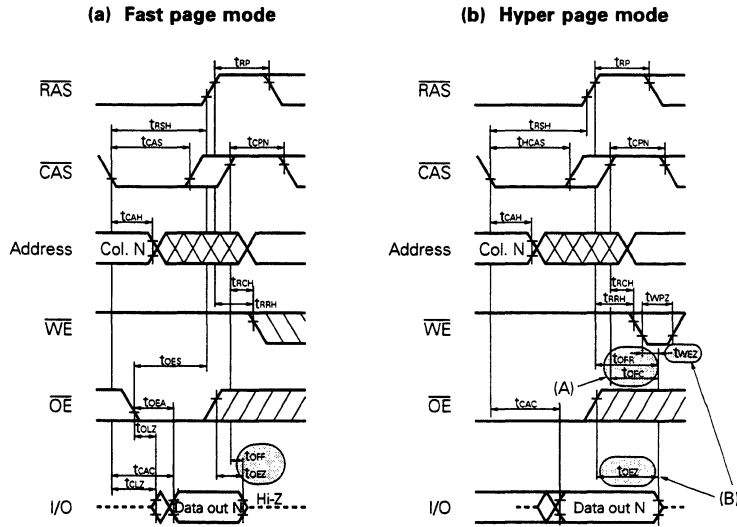 (a) Fast page mode
(b) Hyper page mode
RAS
tRP
tRSH
tCAS
CAS
tCPN
tCAH
Address
Col. N
tRCH
tRRH
WE
tOES
OE
tOEA
tOLZ
tOFF
tCAC
tOEZ
tCLZ
Hi-Z
I/O
Data out N
RAS
tRP
tRSH
tHCAS
CAS
tCPN
tCAH
Address
Col. N
tRCH
tRRH
tWPZ
WE
tWEZ
tOFR
(A)
tOFC
OE
tCAC
tOEZ
(B)
I/O
Data out N